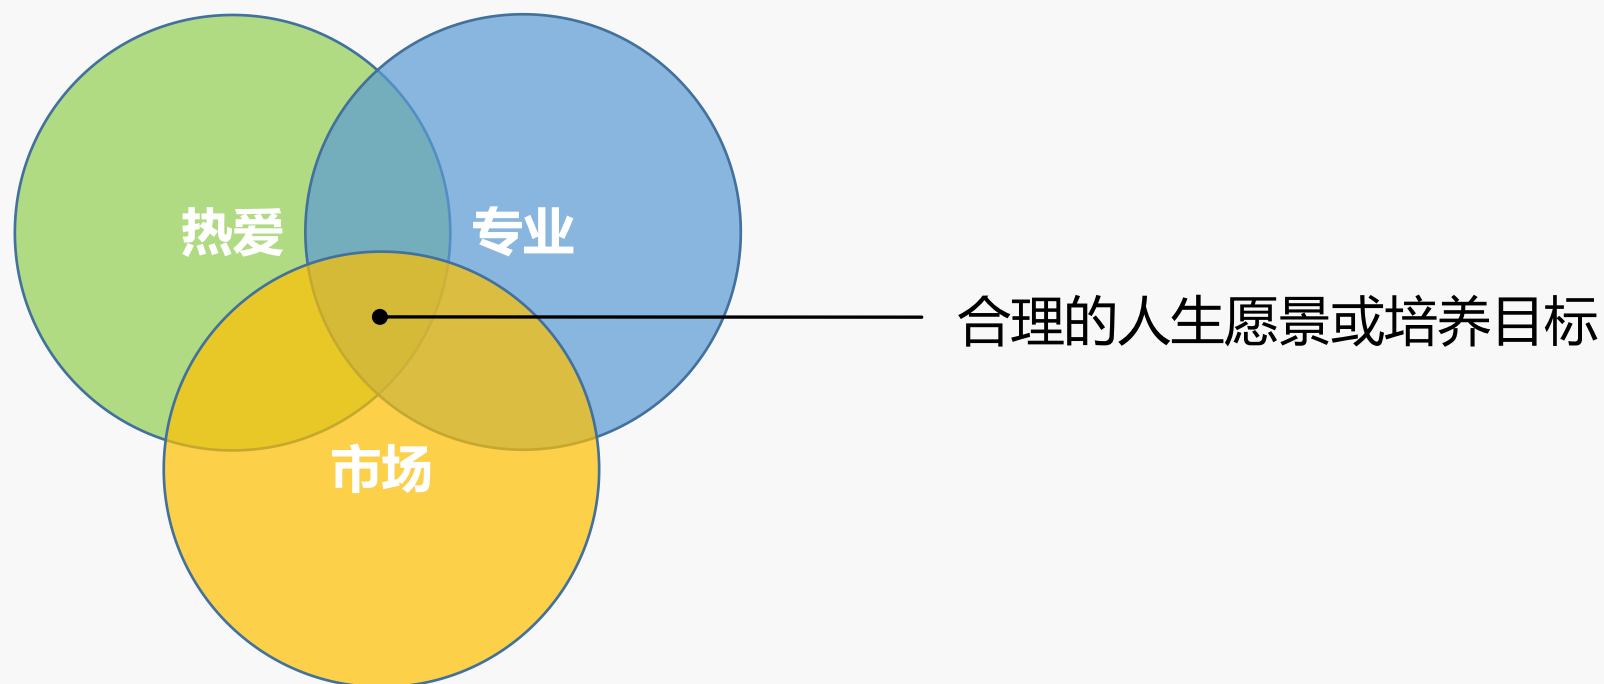 热爱
专业
合理的人生愿景或培养目标
市场